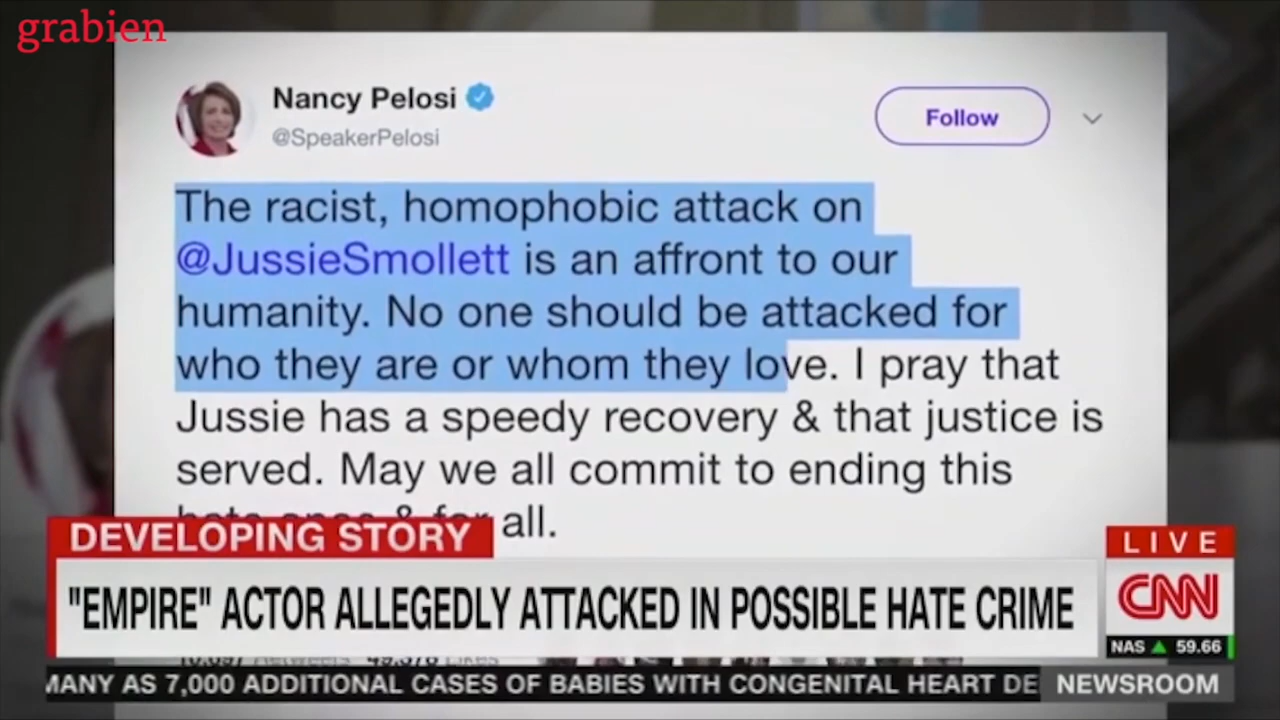 grabien
Nancy Pelosi
@SpeakerPelosi
Follow
The racist, homophobic attack on
@JussieSmollett is an affront to our
humanity. No one should be attacked for
who they are or whom they love. I pray that
Jussie has a speedy recovery & that justice is
served. May we all commit to ending this
hate once & for all.
DEVELOPING STORY
"EMPIRE" ACTOR ALLEGEDLY ATTACKED IN POSSIBLE HATE CRIME
LIVE
CNN
NAS ▲ 59.66
MANY AS 7,000 ADDITIONAL CASES OF BABIES WITH CONGENITAL HEART DE
NEWSROOM